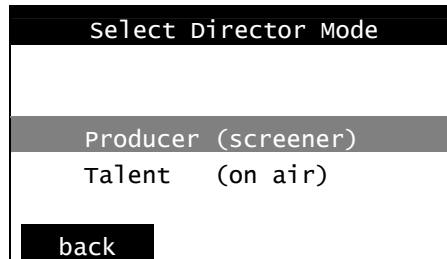 Select Director Mode
Producer (screener)
Talent (on air)
back